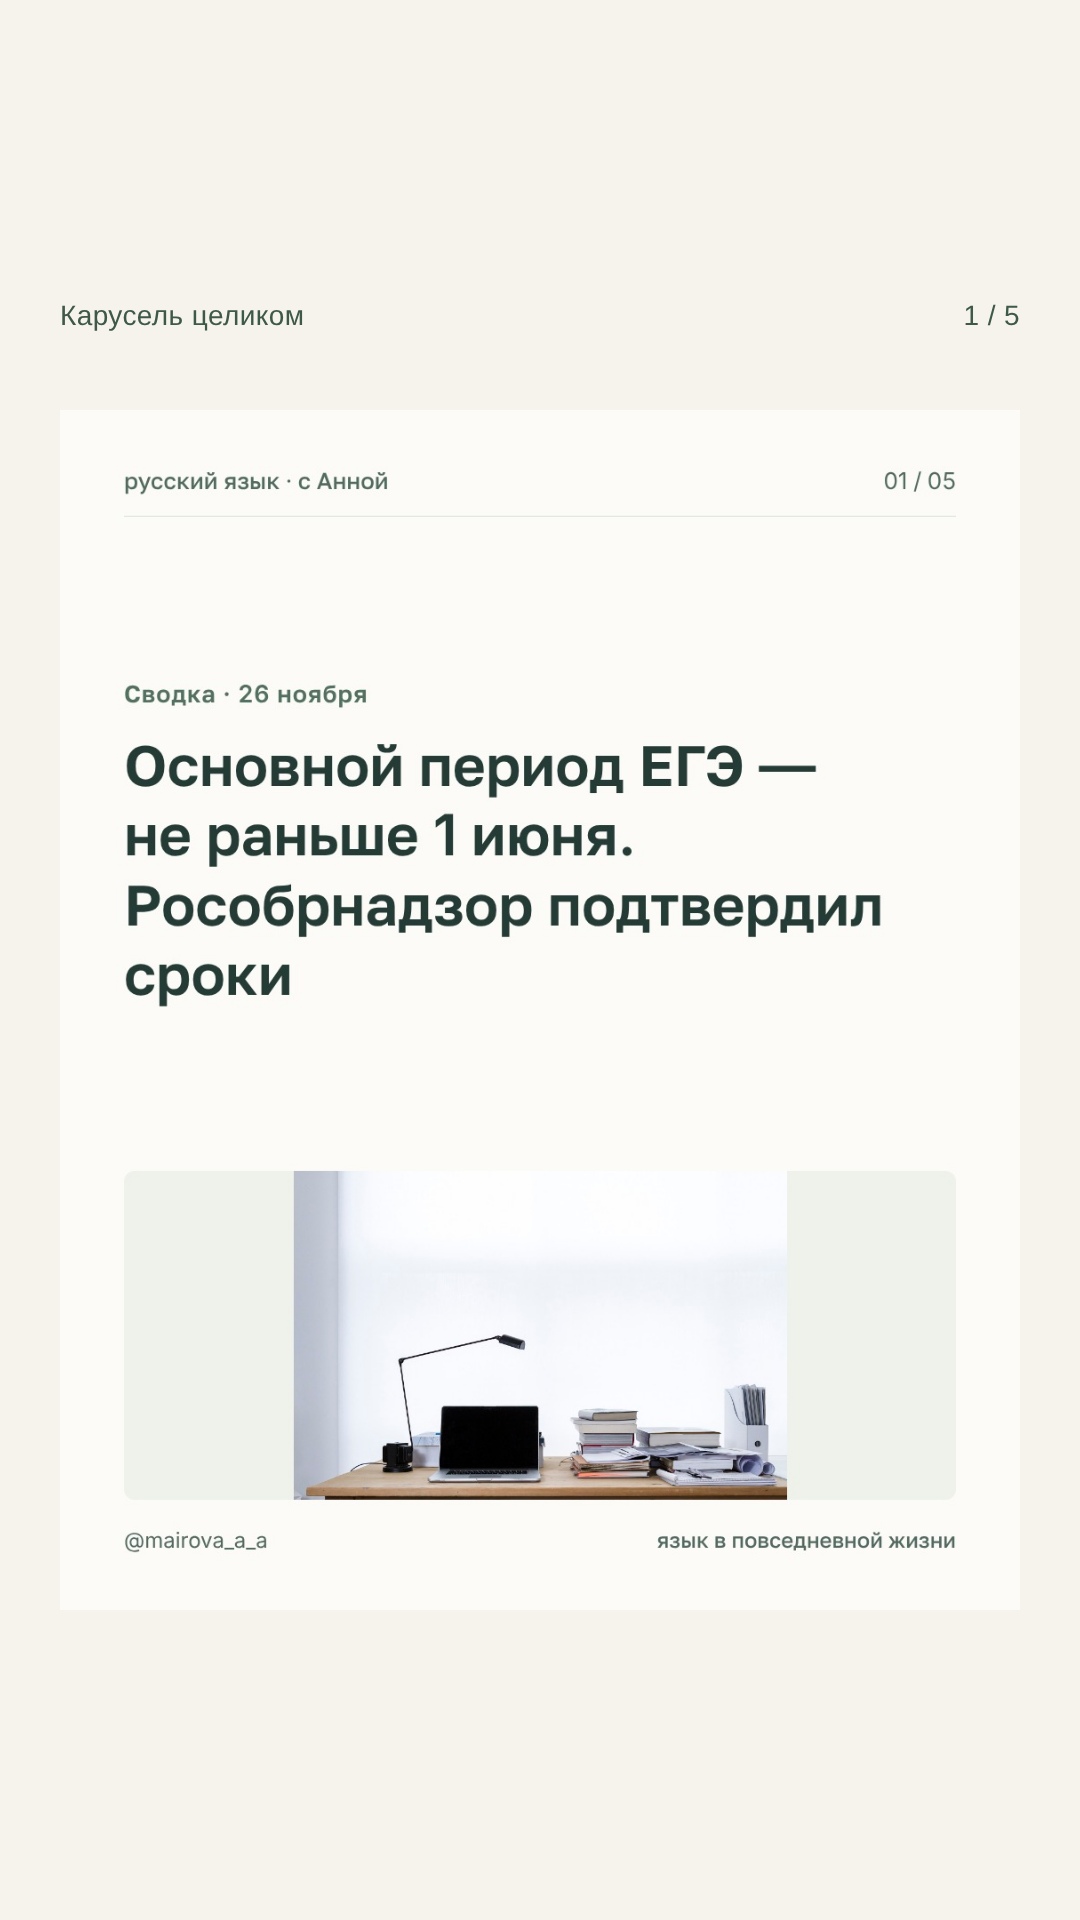 Карусель целиком
1 / 5
русский язык · с Анной
01 / 05
Сводка · 26 ноября
Основной период ЕГЭ —
не раньше 1 июня.
Рособрнадзор подтвердил
сроки
@mairova_a_a
язык в повседневной жизни